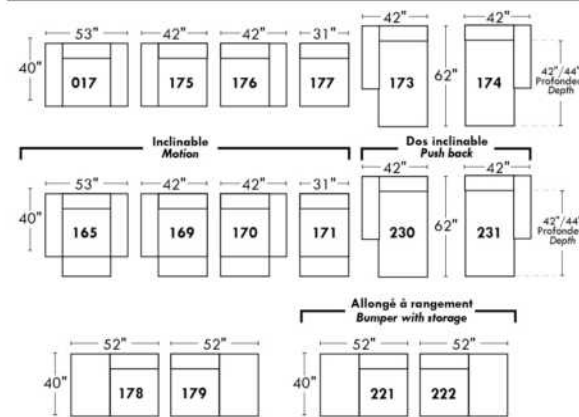 53" 42" 42" 31" 42" 42"
40" 017 175 176 177 173 62" 174 42"/44"
Depth
Inclinable Dos inclinable
Motion Push back
53" 42" 42" 31" 42" 42"
40" 165 169 170 171 230 62" 231 42"/44"
Depth
Allongé à rangement
Bumper with storage
52" 52" 52" 52"
40" 178 179 40" 221 222